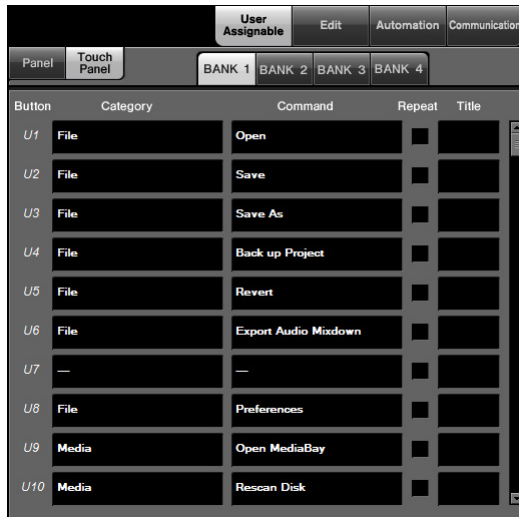 User Assignable Edit Automation Communication
Panel Touch Panel BANK 1 BANK 2 BANK 3 BANK 4
Button Category Command Repeat Title
U1 File Open
U2 File Save
U3 File Save As
U4 File Back up Project
U5 File Revert
U6 File Export Audio Mixdown
U7 — —
U8 File Preferences
U9 Media Open MediaBay
U10 Media Rescan Disk